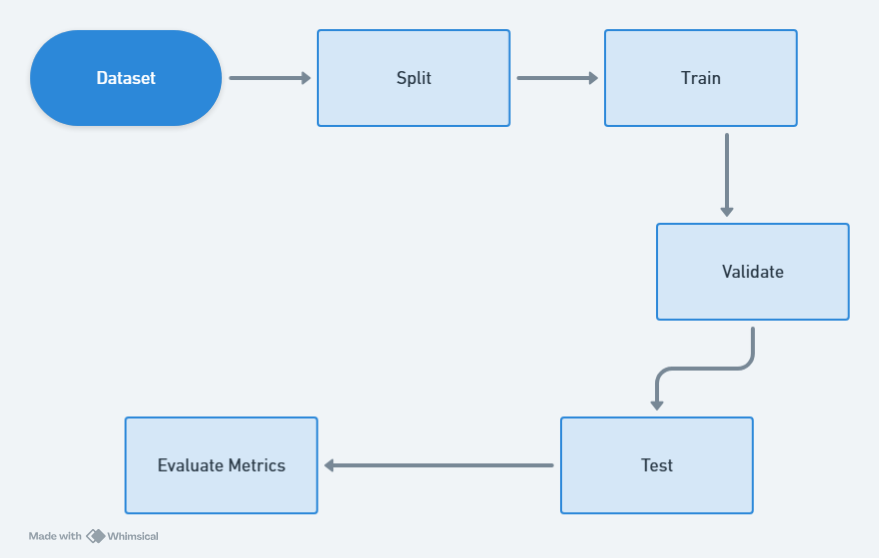 Dataset
Split
Train
Validate
Test
Evaluate Metrics
Made with Whimsical